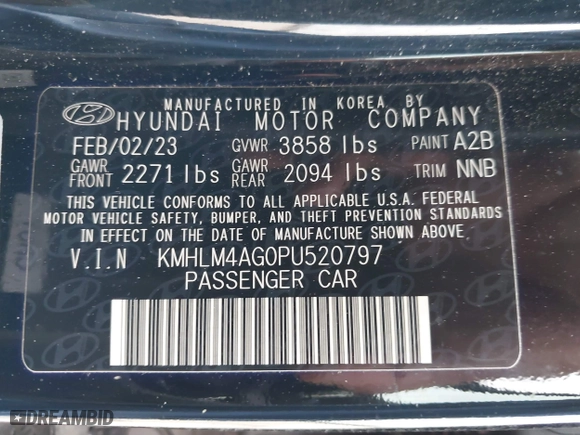 MANUFACTURED IN KOREA BY
HYUNDAI MOTOR COMPANY
FEB/02/23 GVWR 3858 lbs PAINT A2B
GAWR FRONT 2271 lbs GAWR REAR 2094 lbs TRIM NNB
THIS VEHICLE CONFORMS TO ALL APPLICABLE U.S.A. FEDERAL
MOTOR VEHICLE SAFETY, BUMPER, AND THEFT PREVENTION STANDARDS
IN EFFECT ON THE DATE OF MANUFACTURE SHOWN ABOVE.
V.I.N KMHLM4AG0PU520797
PASSENGER CAR
© DREAMBID